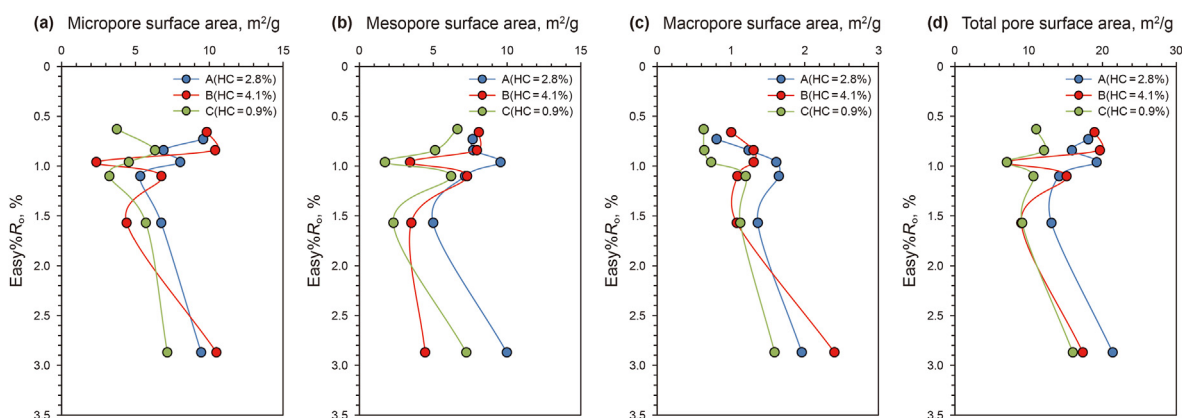 (a) Micropore surface area, m²/g
0 5 10 15
0
0.5
1.0
1.5
2.0
2.5
3.0
3.5
Easy%Rₒ, %
A(HC = 2.8%)
B(HC = 4.1%)
C(HC = 0.9%)
(b) Mesopore surface area, m²/g
0 5 10 15
0
0.5
1.0
1.5
2.0
2.5
3.0
3.5
Easy%Rₒ, %
A(HC = 2.8%)
B(HC = 4.1%)
C(HC = 0.9%)
(c) Macropore surface area, m²/g
0 1 2 3
0
0.5
1.0
1.5
2.0
2.5
3.0
3.5
Easy%Rₒ, %
A(HC = 2.8%)
B(HC = 4.1%)
C(HC = 0.9%)
(d) Total pore surface area, m²/g
0 10 20 30
0
0.5
1.0
1.5
2.0
2.5
3.0
3.5
Easy%Rₒ, %
A(HC = 2.8%)
B(HC = 4.1%)
C(HC = 0.9%)